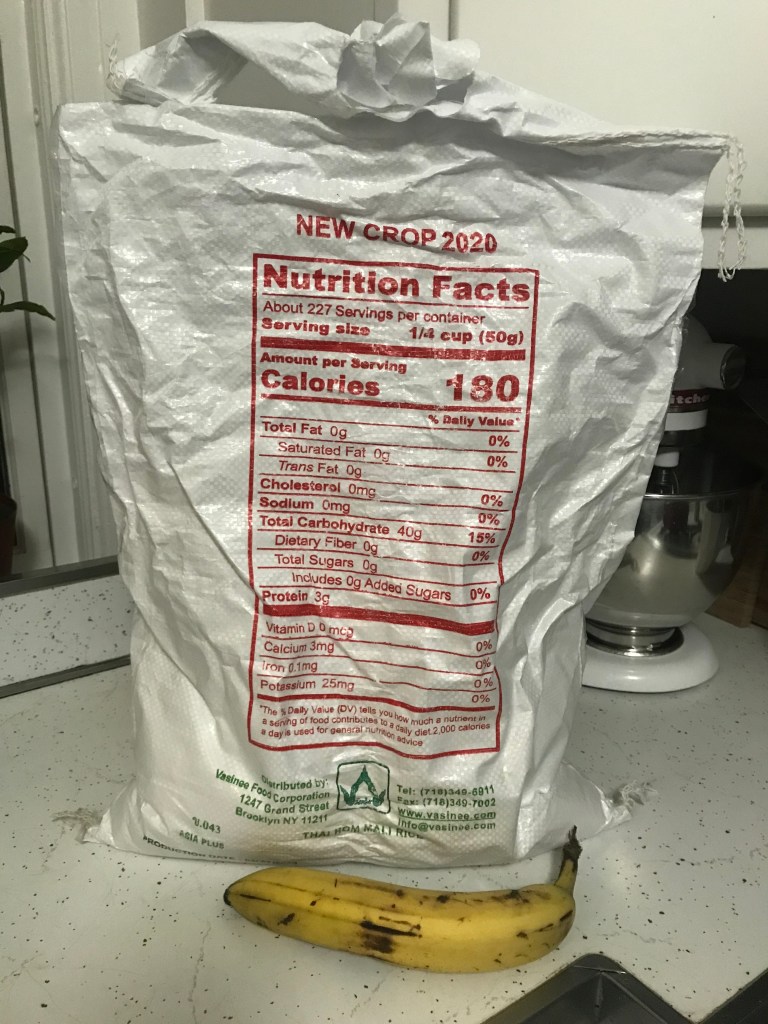 NEW CROP 2020
Nutrition Facts
About 227 Servings per container
Serving size 1/4 cup (50g)
Amount per Serving
Calories 180
% Daily Value*
Total Fat 0g 0%
Saturated Fat 0g 0%
Trans Fat 0g
Cholesterol 0mg 0%
Sodium 0mg 0%
Total Carbohydrate 40g 15%
Dietary Fiber 0g 0%
Total Sugars 0g
Includes 0g Added Sugars 0%
Protein 3g
Vitamin D 0 mcg 0%
Calcium 3mg 0%
Iron 0.1mg 0%
Potassium 25mg 0%
*The % Daily Value (DV) tells you how much a nutrient in
a serving of food contributes to a daily diet.2,000 calories
a day is used for general nutrition advice
Distributed by:
Vasinee Food Corporation
1247 Grand Street
Brooklyn NY 11211
Tel: (718)349-6911
Fax: (718)349-7002
www.vasinee.com
info@vasinee.com
THAI HOM MALI RICE
ASIA PLUS
PRODUCTION DATE